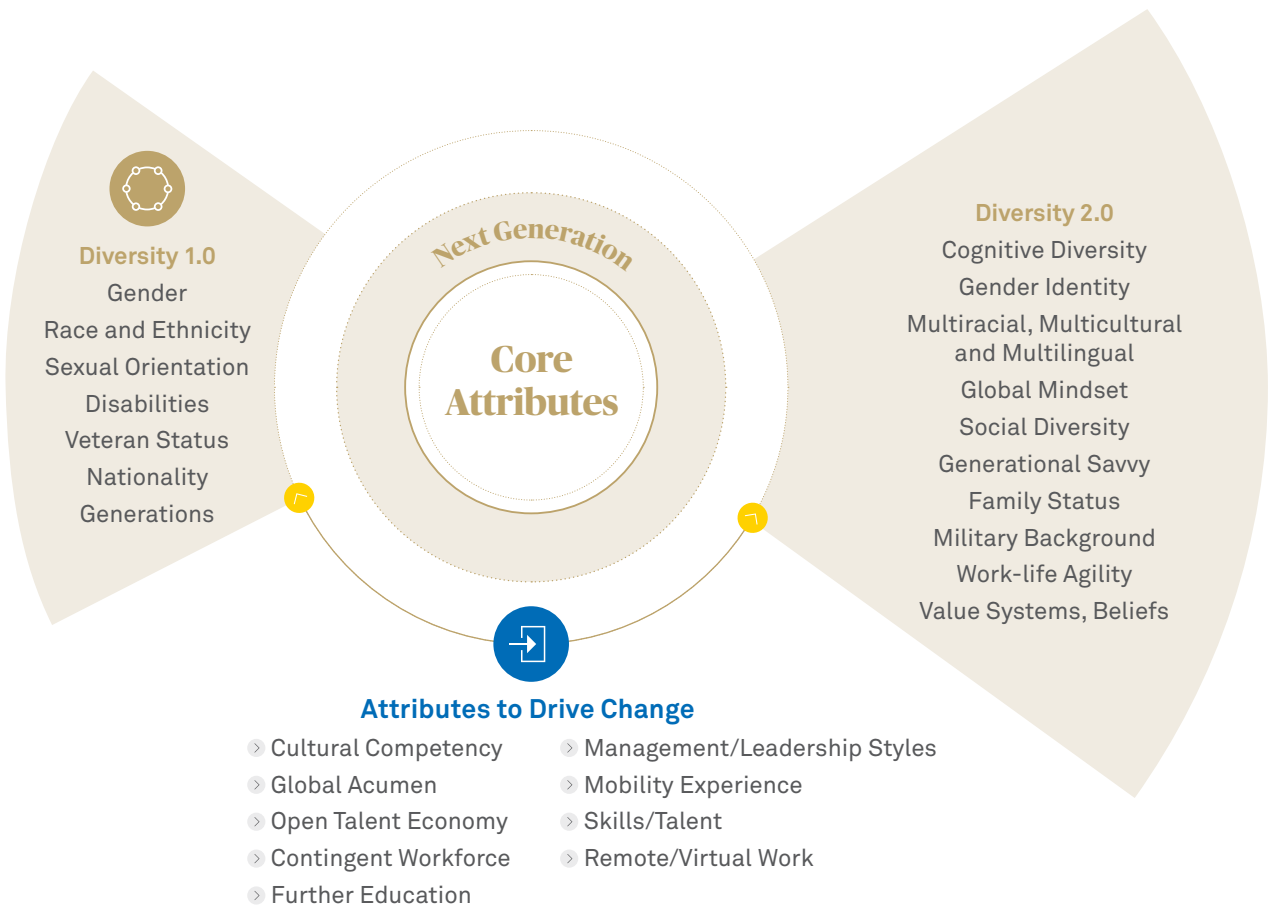 Next Generation
Core
Attributes
Diversity 1.0
Gender
Race and Ethnicity
Sexual Orientation
Disabilities
Veteran Status
Nationality
Generations
Diversity 2.0
Cognitive Diversity
Gender Identity
Multiracial, Multicultural
and Multilingual
Global Mindset
Social Diversity
Generational Savvy
Family Status
Military Background
Work-life Agility
Value Systems, Beliefs
Attributes to Drive Change
Cultural Competency
Global Acumen
Open Talent Economy
Contingent Workforce
Further Education
Management/Leadership Styles
Mobility Experience
Skills/Talent
Remote/Virtual Work